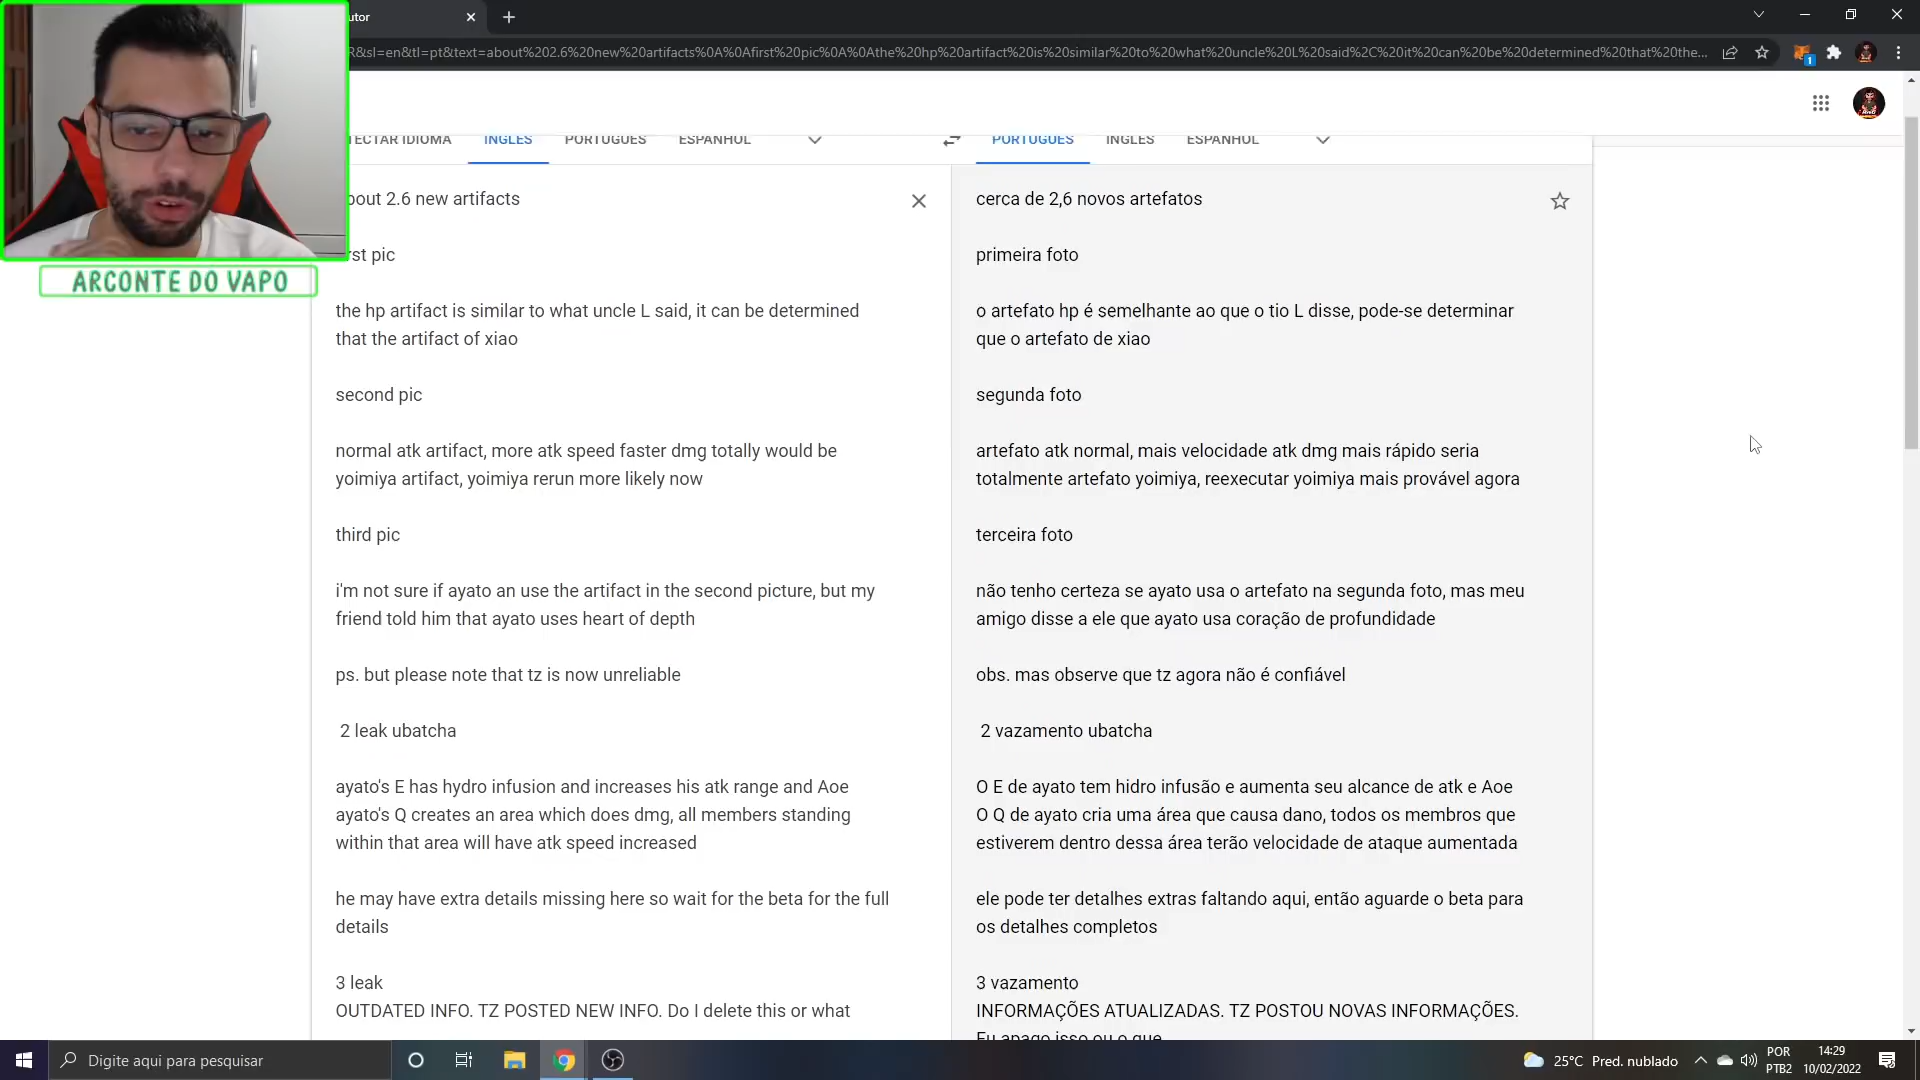 utor
R&sl=en&tl=pt&text=about%202.6%20new%20artifacts%0A%0Afirst%20pic%0A%0Athe%20hp%20artifact%20is%20similar%20to%20what%20uncle%20L%20said%2C%20it%20can%20be%20determined%20that%20the...
1
TECTAR IDIOMA
INGLÊS
PORTUGUÊS
ESPANHOL
PORTUGUÊS
INGLÊS
ESPANHOL
ARCONTE DO VAPO
bout 2.6 new artifacts
rst pic
the hp artifact is similar to what uncle L said, it can be determined
that the artifact of xiao
second pic
normal atk artifact, more atk speed faster dmg totally would be
yoimiya artifact, yoimiya rerun more likely now
third pic
i'm not sure if ayato an use the artifact in the second picture, but my
friend told him that ayato uses heart of depth
ps. but please note that tz is now unreliable
2 leak ubatcha
ayato's E has hydro infusion and increases his atk range and Aoe
ayato's Q creates an area which does dmg, all members standing
within that area will have atk speed increased
he may have extra details missing here so wait for the beta for the full
details
3 leak
OUTDATED INFO. TZ POSTED NEW INFO. Do I delete this or what
cerca de 2,6 novos artefatos
primeira foto
o artefato hp é semelhante ao que o tio L disse, pode-se determinar
que o artefato de xiao
segunda foto
artefato atk normal, mais velocidade atk dmg mais rápido seria
totalmente artefato yoimiya, reexecutar yoimiya mais provável agora
terceira foto
não tenho certeza se ayato usa o artefato na segunda foto, mas meu
amigo disse a ele que ayato usa coração de profundidade
obs. mas observe que tz agora não é confiável
2 vazamento ubatcha
O E de ayato tem hidro infusão e aumenta seu alcance de atk e Aoe
O Q de ayato cria uma área que causa dano, todos os membros que
estiverem dentro dessa área terão velocidade de ataque aumentada
ele pode ter detalhes extras faltando aqui, então aguarde o beta para
os detalhes completos
3 vazamento
INFORMAÇÕES ATUALIZADAS. TZ POSTOU NOVAS INFORMAÇÕES.
Eu apago isso ou o que
Digite aqui para pesquisar
25°C Pred. nublado
POR
PTB2
14:29
10/02/2022